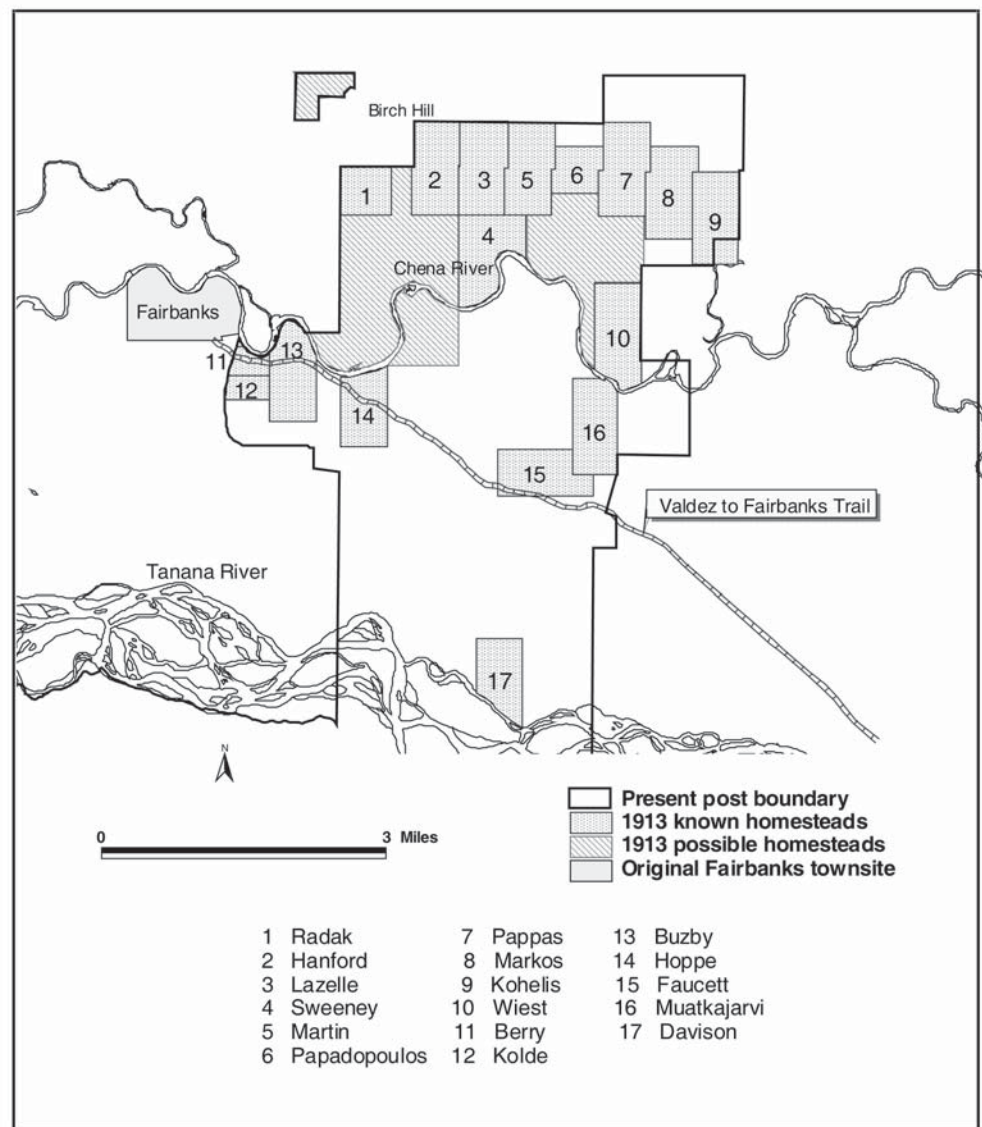 Birch Hill
1
2
3
5
6
7
8
9
4
Chena River
Fairbanks
10
11
13
12
14
16
15
Valdez to Fairbanks Trail
Tanana River
17
N
0 3 Miles
Present post boundary
1913 known homesteads
1913 possible homesteads
Original Fairbanks townsite
1 Radak
2 Hanford
3 Lazelle
4 Sweeney
5 Martin
6 Papadopoulos
7 Pappas
8 Markos
9 Kohelis
10 Wiest
11 Berry
12 Kolde
13 Buzby
14 Hoppe
15 Faucett
16 Muatkajarvi
17 Davison